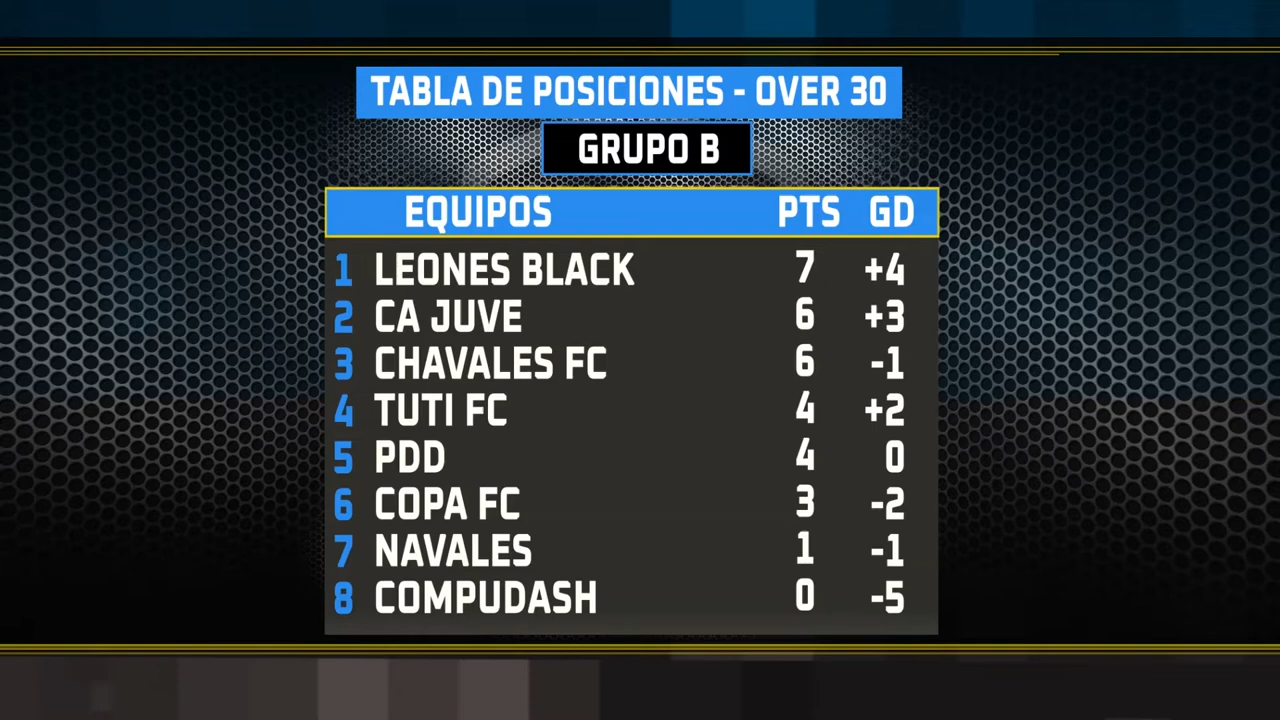 TABLA DE POSICIONES - OVER 30
GRUPO B
EQUIPOS PTS GD
1 LEONES BLACK 7 +4
2 CA JUVE 6 +3
3 CHAVALES FC 6 -1
4 TUTI FC 4 +2
5 PDD 4 0
6 COPA FC 3 -2
7 NAVALES 1 -1
8 COMPUDASH 0 -5